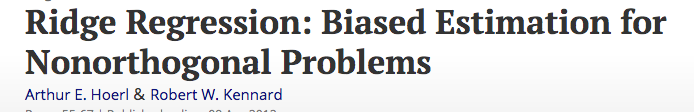 Ridge Regression: Biased Estimation for
Nonorthogonal Problems
Arthur E. Hoerl & Robert W. Kennard